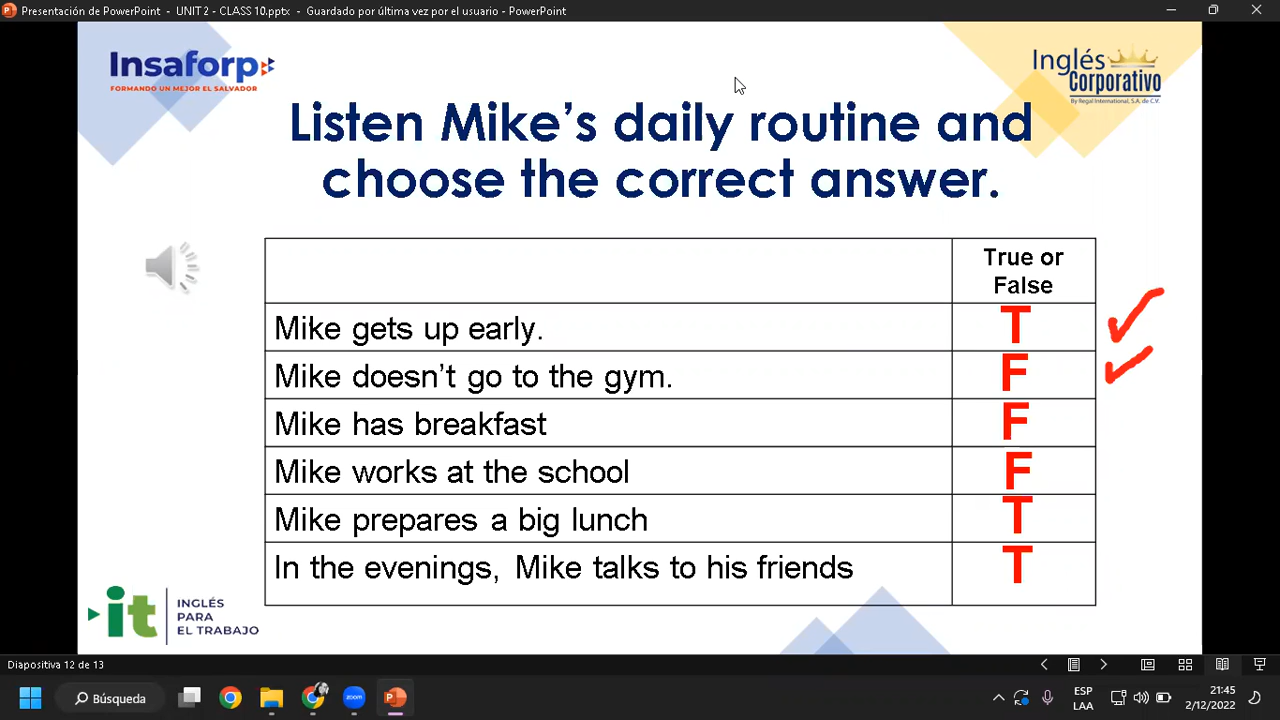 Presentación de PowerPoint - UNIT 2 - CLASS 10.pptx - Guardado por última vez por el usuario - PowerPoint
Insaforp
FORMANDO UN MEJOR EL SALVADOR
Inglés
Corporativo
By Regal International, S.A. de C.V.
Listen Mike's daily routine and
choose the correct answer.
True or
False
Mike gets up early. T
Mike doesn't go to the gym. F
Mike has breakfast F
Mike works at the school F
Mike prepares a big lunch T
In the evenings, Mike talks to his friends T
it
INGLÉS
PARA
EL TRABAJO
Diapositiva 12 de 13
Búsqueda
zoom
ESP
LAA
21:45
2/12/2022